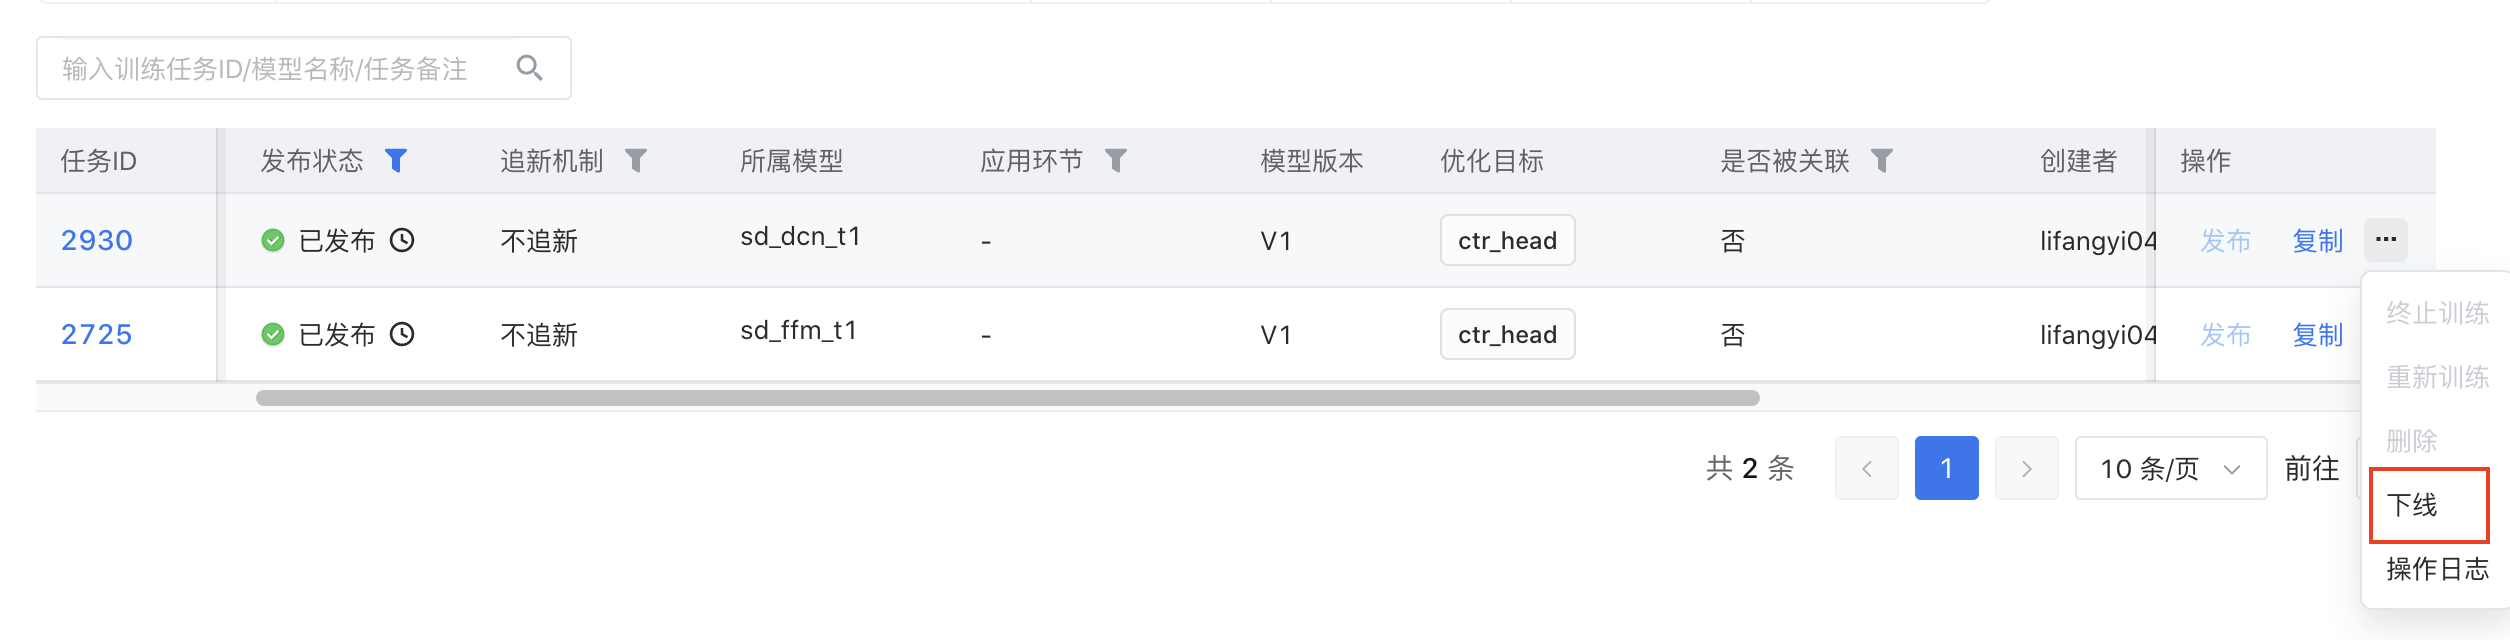 输入训练任务ID/模型名称/任务备注
任务ID 发布状态 追新机制 所属模型 应用环节 模型版本 优化目标 是否被关联 创建者 操作
2930 已发布 不追新 sd_dcn_t1 - V1 ctr_head 否 lifangyi04 发布 复制 ···
2725 已发布 不追新 sd_ffm_t1 - V1 ctr_head 否 lifangyi04 发布 复制
终止训练
重新训练
删除
下线
操作日志
共 2 条 1 10 条/页 前往